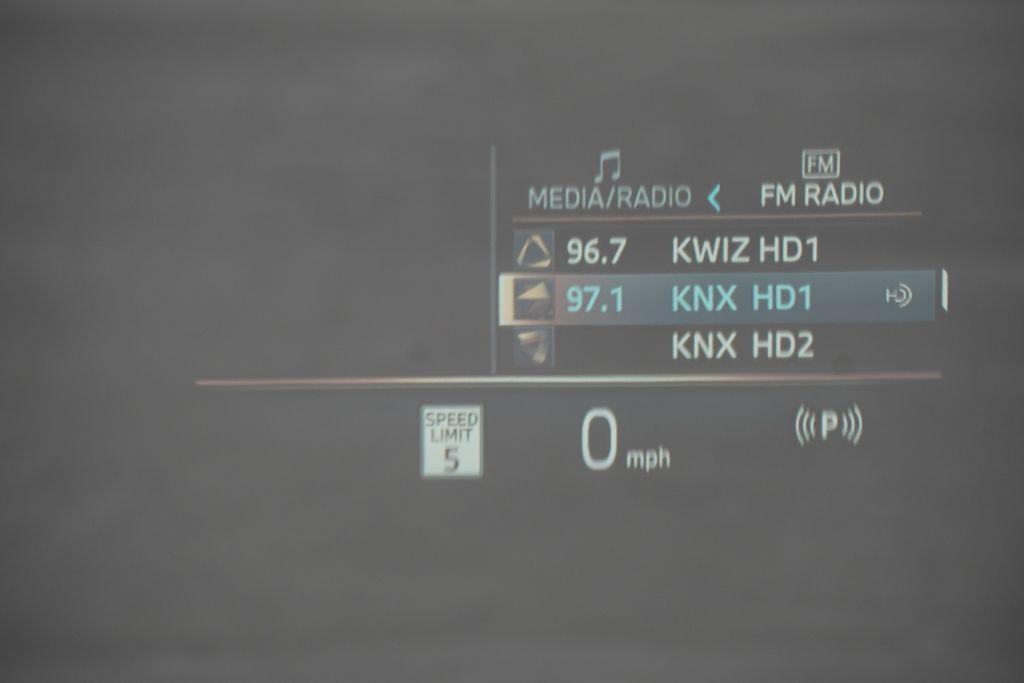 FM
MEDIA/RADIO < FM RADIO
96.7 KWIZ HD1
97.1 KNX HD1 HD
KNX HD2
SPEED
LIMIT
5
0 mph
P